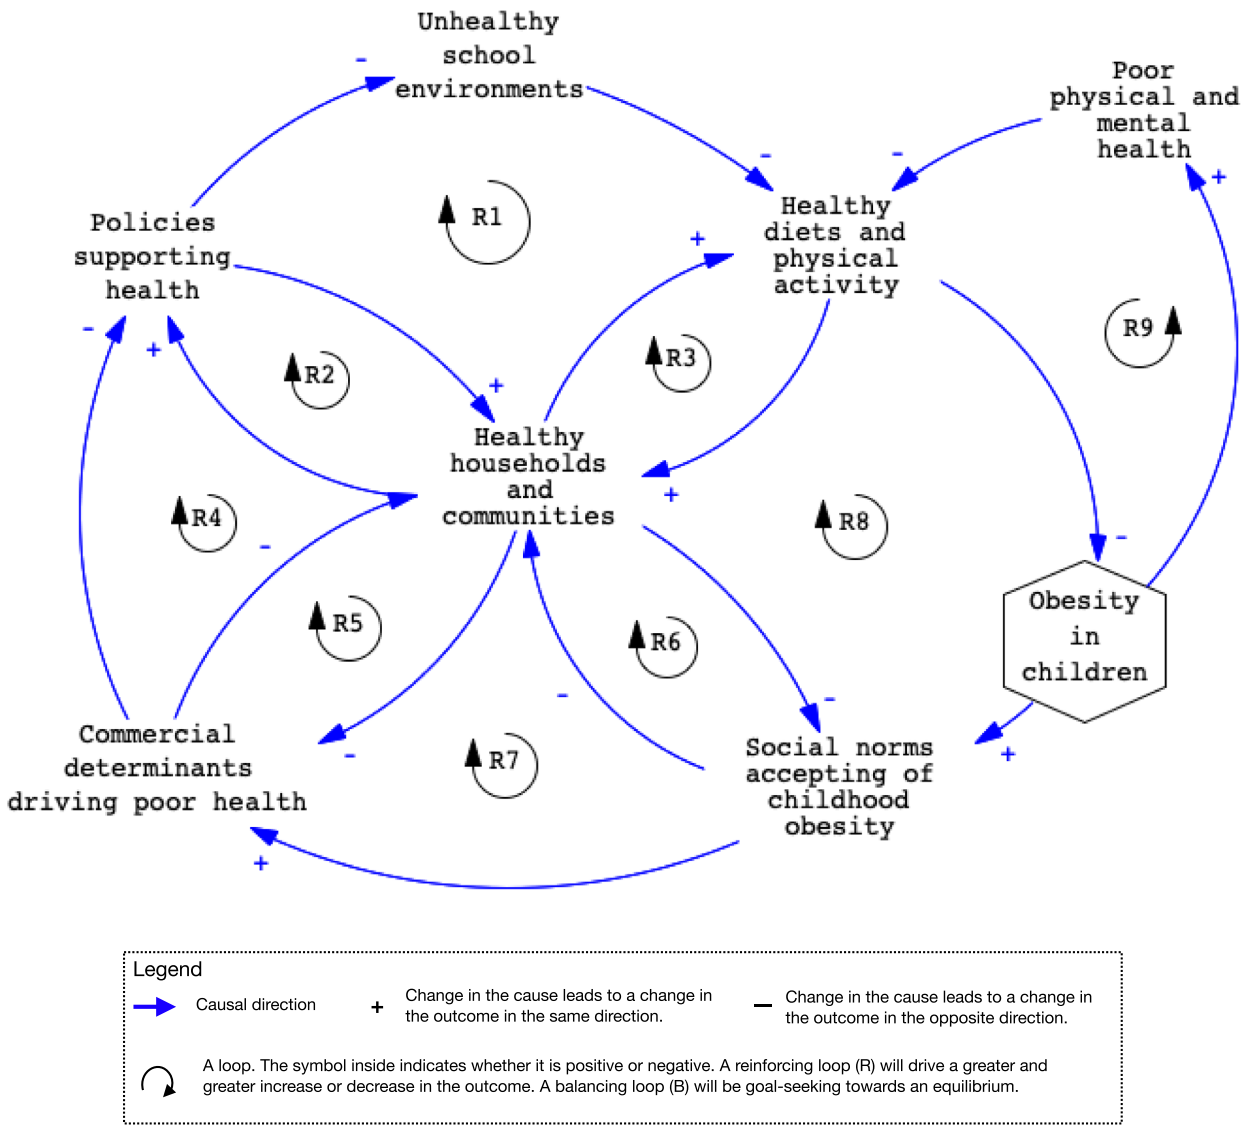 Unhealthy
school
environments
-
-
Poor
physical and
mental
health
+
-
Policies
supporting
health
-
+
R1
Healthy
diets and
physical
activity
+
R2
+
R3
R9
Healthy
households
and
communities
+
R4
-
R8
-
R5
R6
Obesity
in
children
-
-
-
+
Commercial
determinants
driving poor health
R7
Social norms
accepting of
childhood
obesity
+
Legend
Causal direction
+
Change in the cause leads to a change in
the outcome in the same direction.
–
Change in the cause leads to a change in
the outcome in the opposite direction.
A loop. The symbol inside indicates whether it is positive or negative. A reinforcing loop (R) will drive a greater and
greater increase or decrease in the outcome. A balancing loop (B) will be goal-seeking towards an equilibrium.